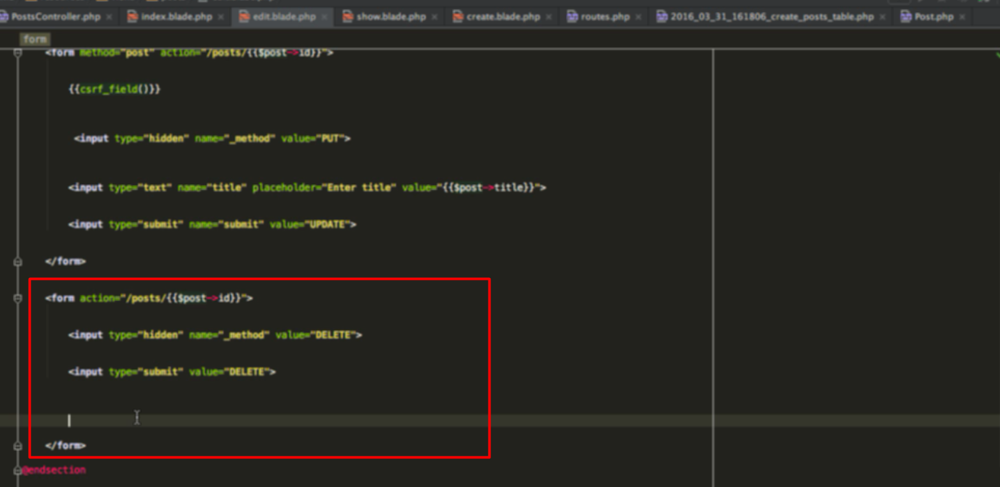 PostsController.php × index.blade.php × edit.blade.php × show.blade.php × create.blade.php × routes.php × 2016_03_31_161806_create_posts_table.php × Post.php ×
form
<form method="post" action="/posts/{{$post->id}}">
{{csrf_field()}}
<input type="hidden" name="_method" value="PUT">
<input type="text" name="title" placeholder="Enter title" value="{{$post->title}}">
<input type="submit" name="submit" value="UPDATE">
</form>
<form action="/posts/{{$post->id}}">
<input type="hidden" name="_method" value="DELETE">
<input type="submit" value="DELETE">
</form>
@endsection